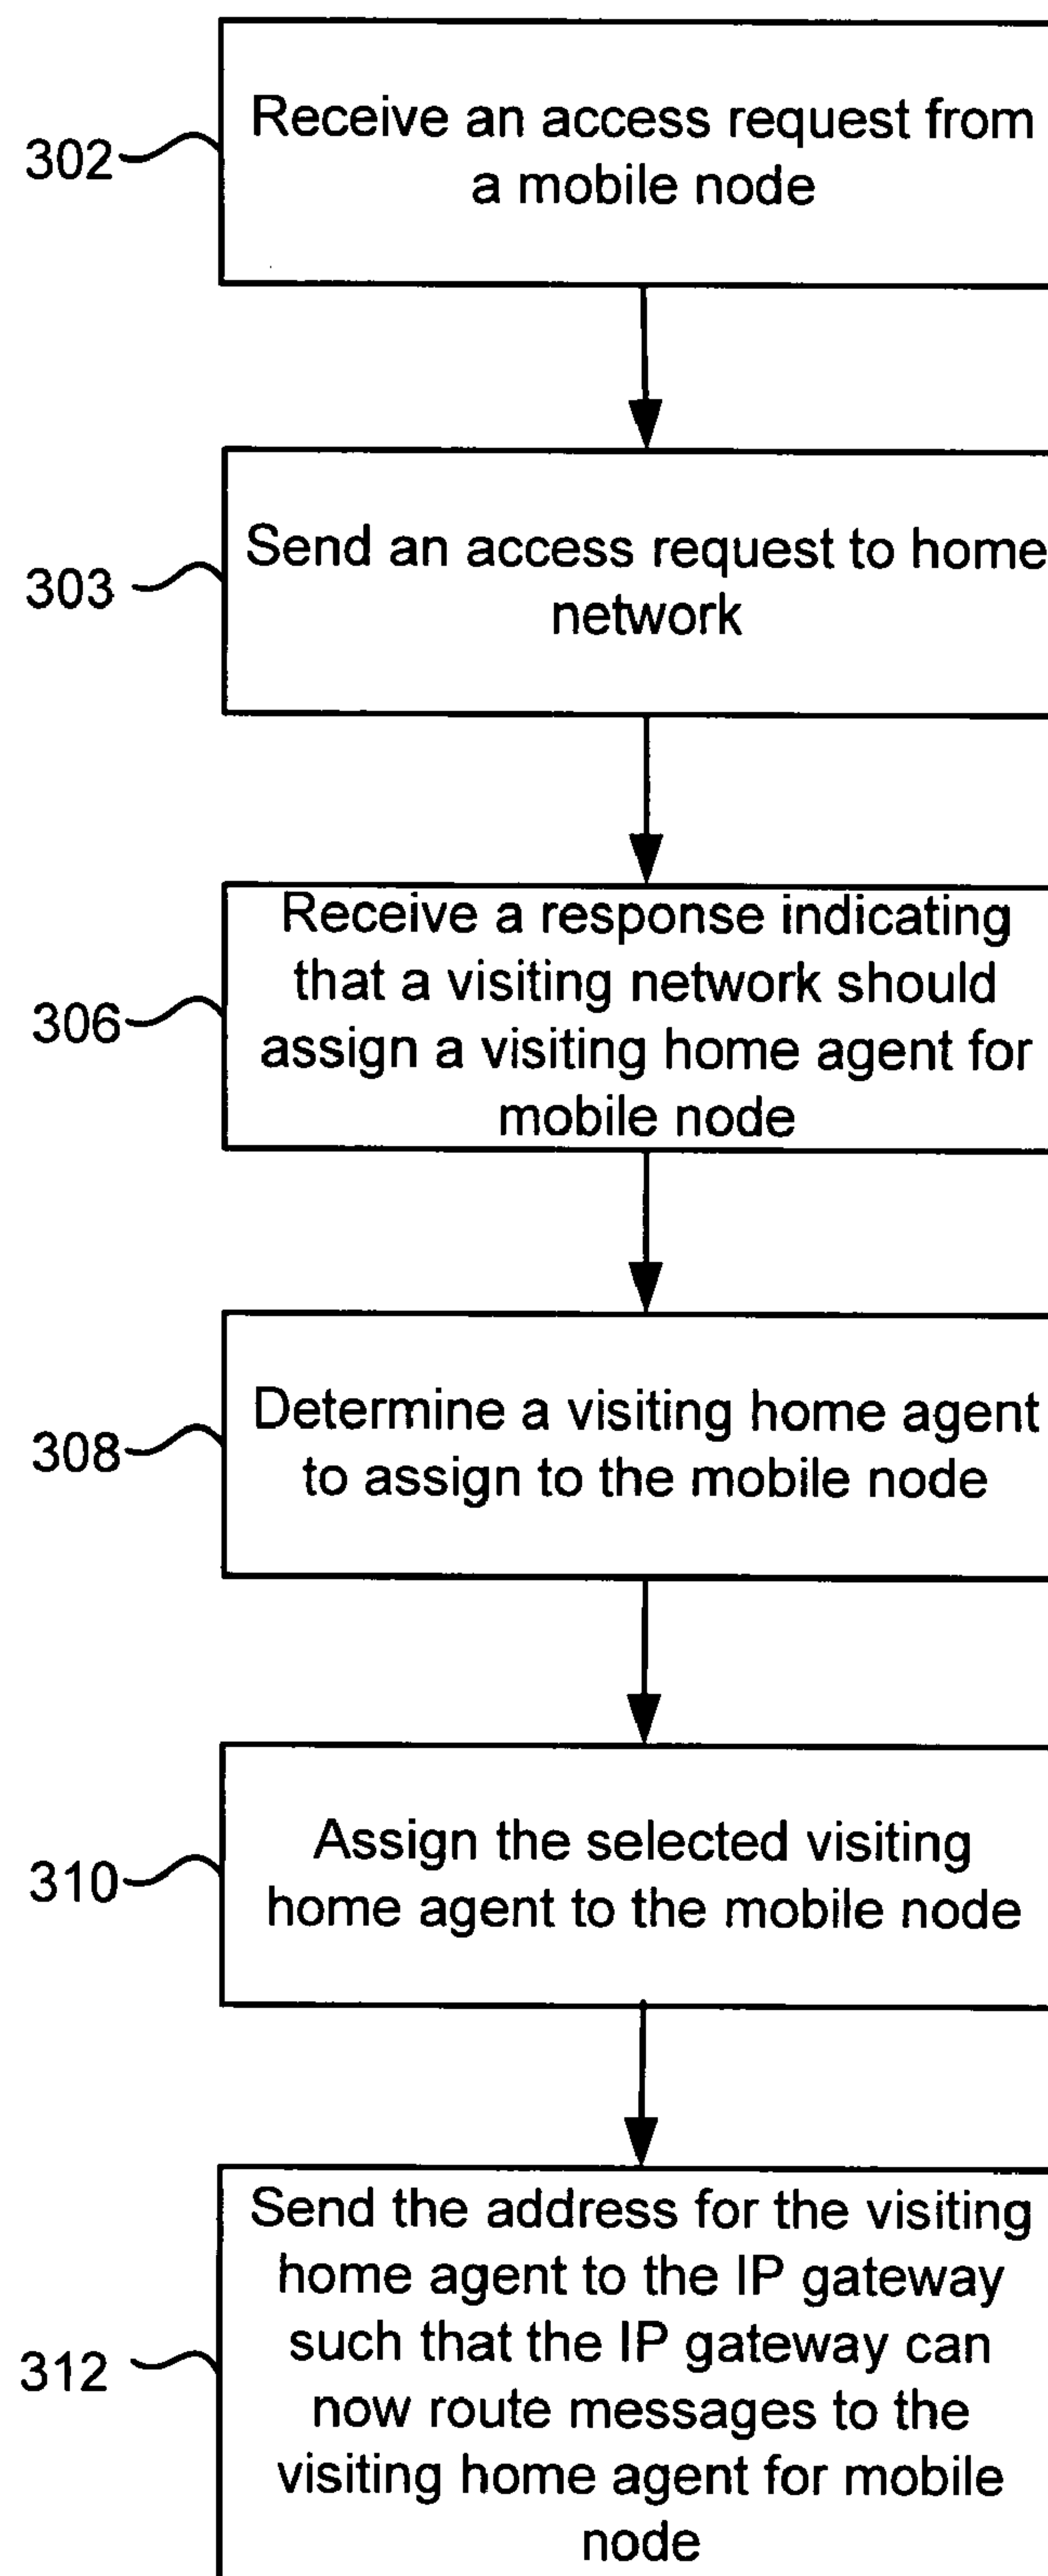 Receive an access request from
a mobile node
302
Send an access request to home
network
303
Receive a response indicating
that a visiting network should
assign a visiting home agent for
mobile node
306
Determine a visiting home agent
to assign to the mobile node
308
Assign the selected visiting
home agent to the mobile node
310
Send the address for the visiting
home agent to the IP gateway
such that the IP gateway can
now route messages to the
visiting home agent for mobile
node
312